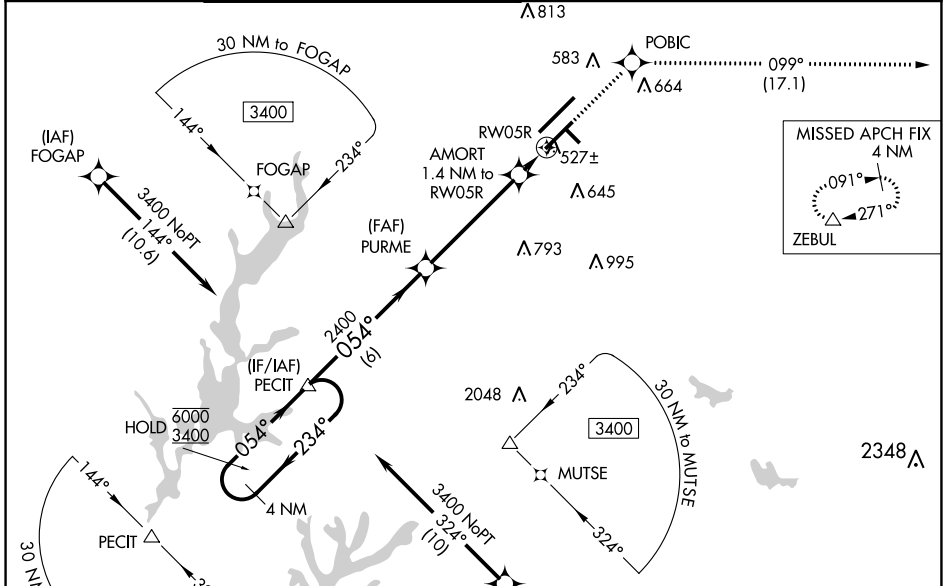 813
30 NM to FOGAP
3400
144°
234°
FOGAP
(IAF)
FOGAP
3400 NoPT
144°
(10.6)
583
POBIC
664
099°
(17.1)
RW05R
527±
AMORT
1.4 NM to
RW05R
645
MISSED APCH FIX
4 NM
091°
271°
ZEBUL
(FAF)
PURME
793
995
2400
054°
(6)
(IF/IAF)
PECIT
HOLD
6000
3400
054°
234°
4 NM
2048
234°
30 NM to MUTSE
3400
MUTSE
324°
2348
144°
PECIT
30 NM
3400 NoPT
324°
(10)